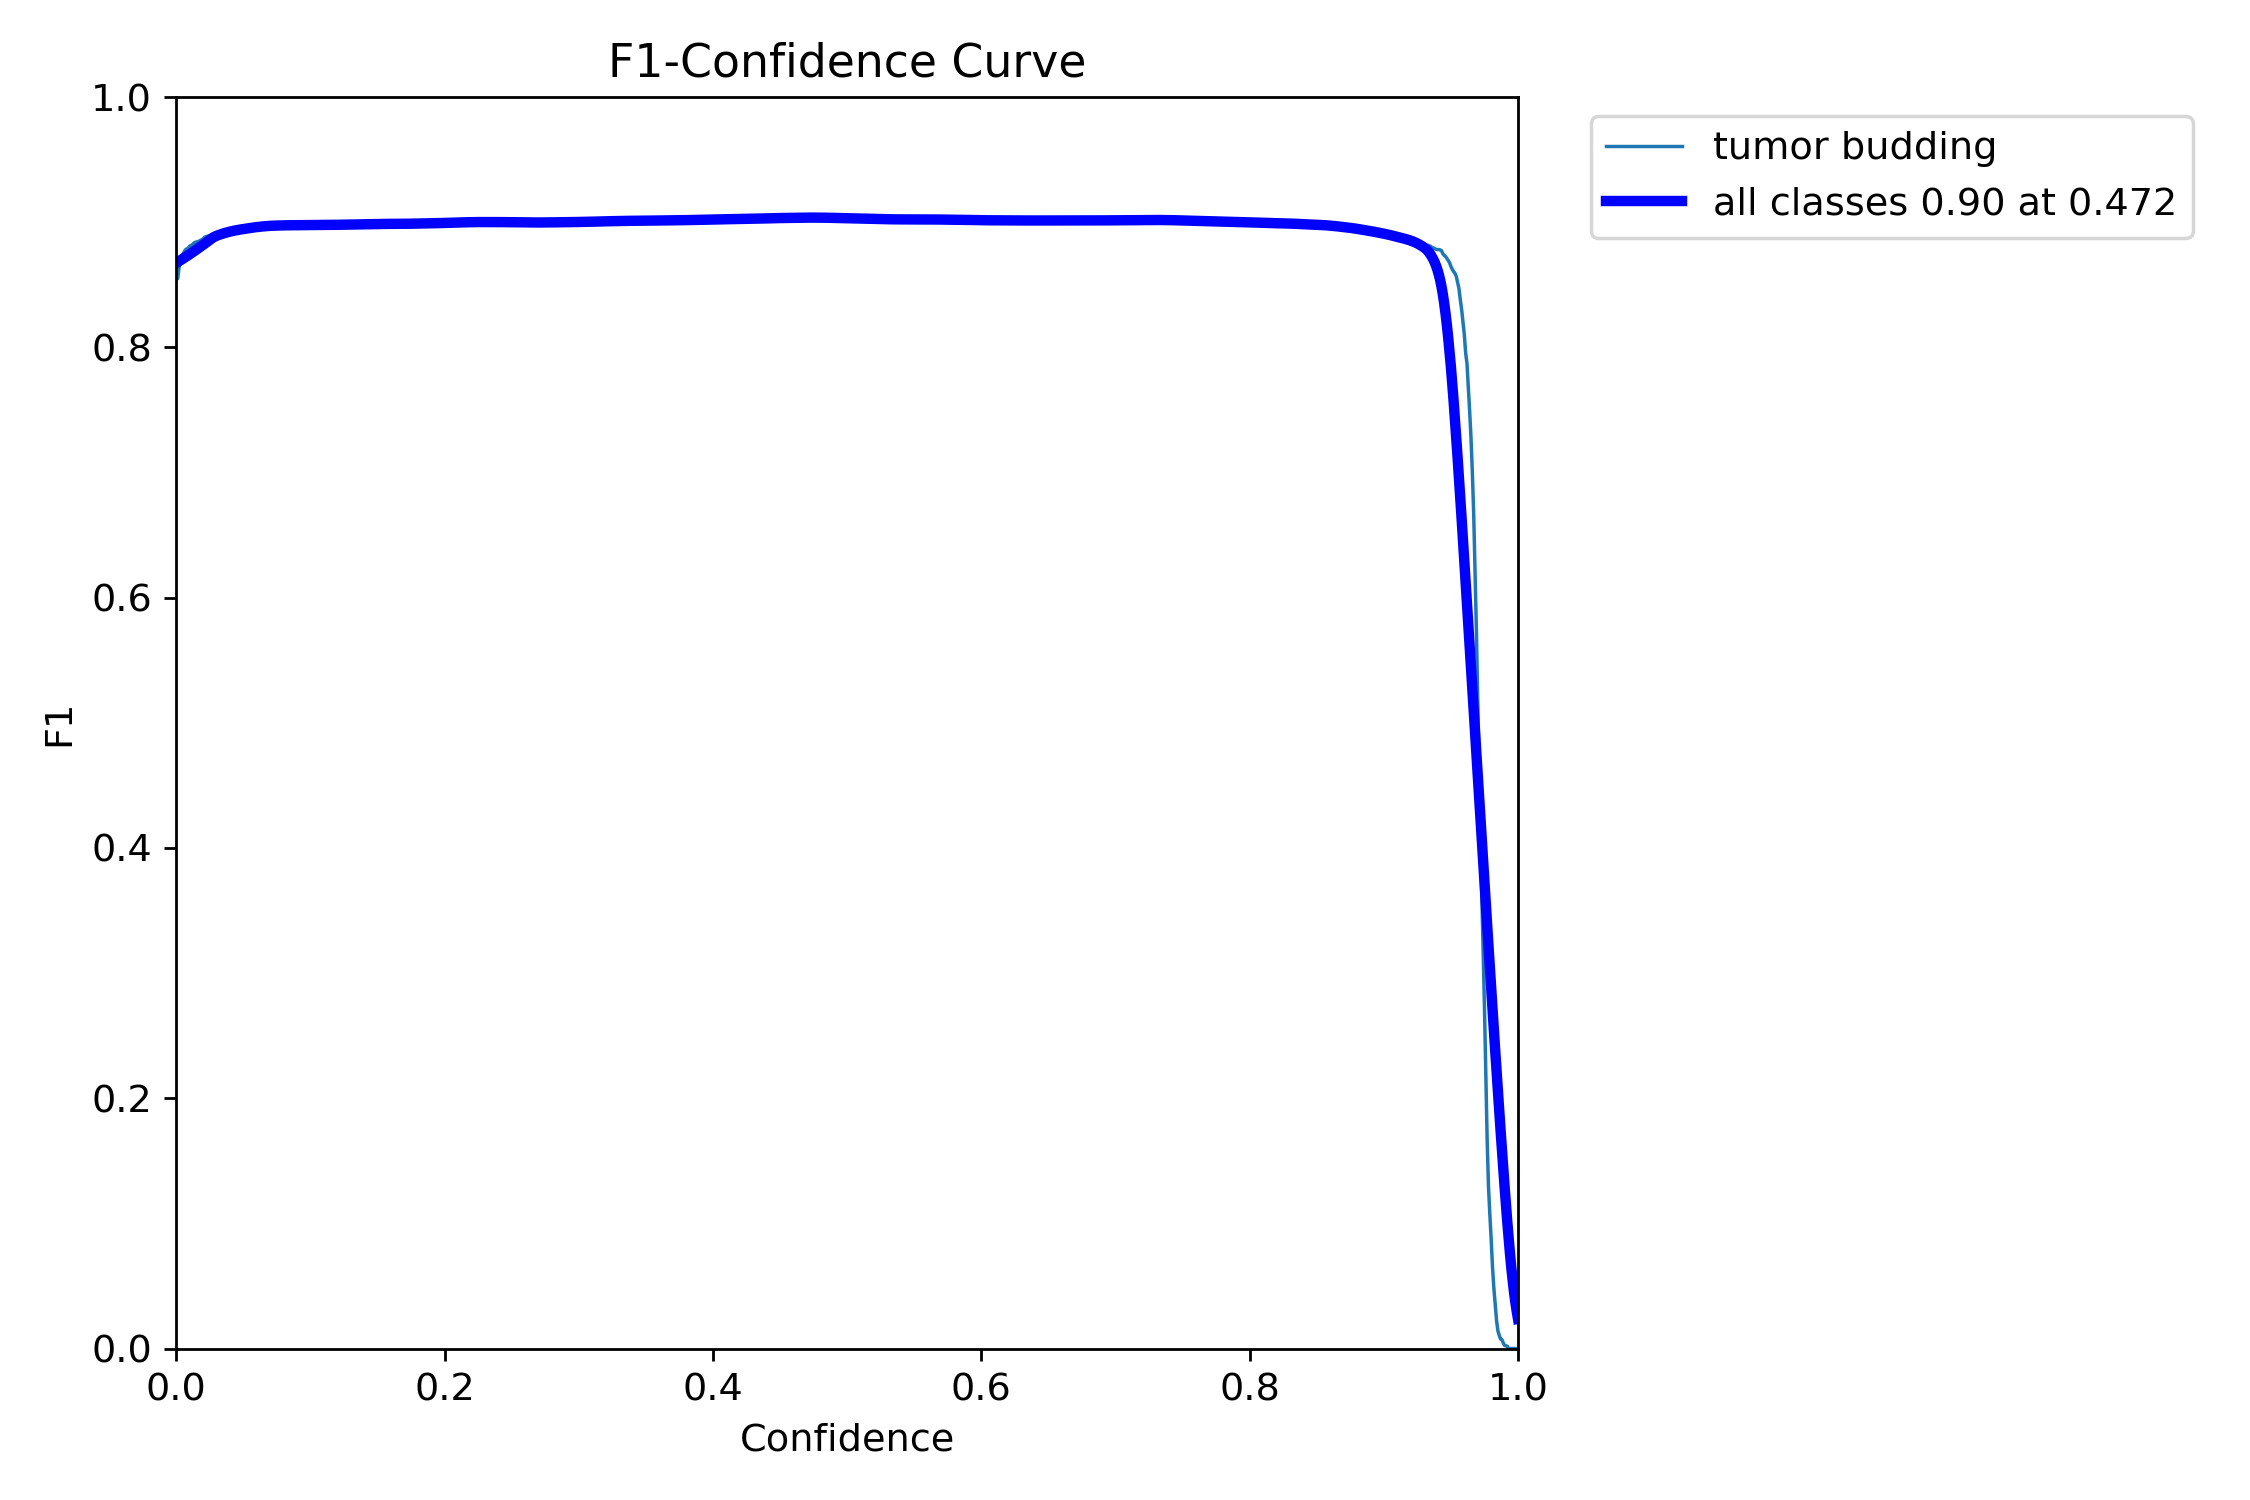 F1-Confidence Curve
1.0
0.8
0.6
0.4
0.2
0.0
F1
0.0 0.2 0.4 0.6 0.8 1.0
Confidence
tumor budding
all classes 0.90 at 0.472